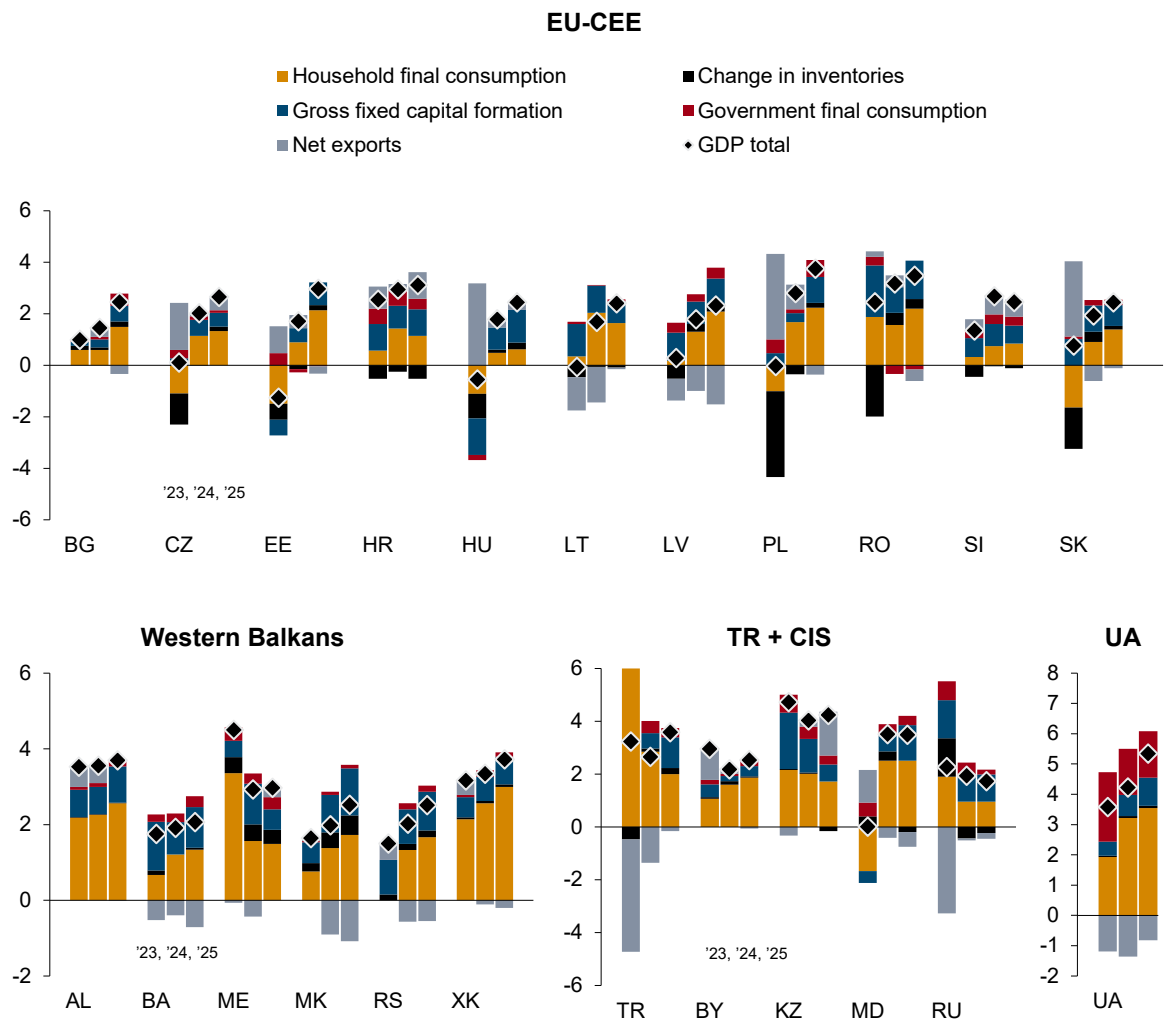 EU-CEE
Household final consumption
Change in inventories
Gross fixed capital formation
Government final consumption
Net exports
GDP total
6
4
2
0
-2
-4
-6
’23, ’24, ’25
BG CZ EE HR HU LT LV PL RO SI SK
Western Balkans
6
4
2
0
-2
’23, ’24, ’25
AL BA ME MK RS XK
TR + CIS
6
4
2
0
-2
-4
-6
’23, ’24, ’25
TR BY KZ MD RU
UA
8
7
6
5
4
3
2
1
0
-1
-2
UA